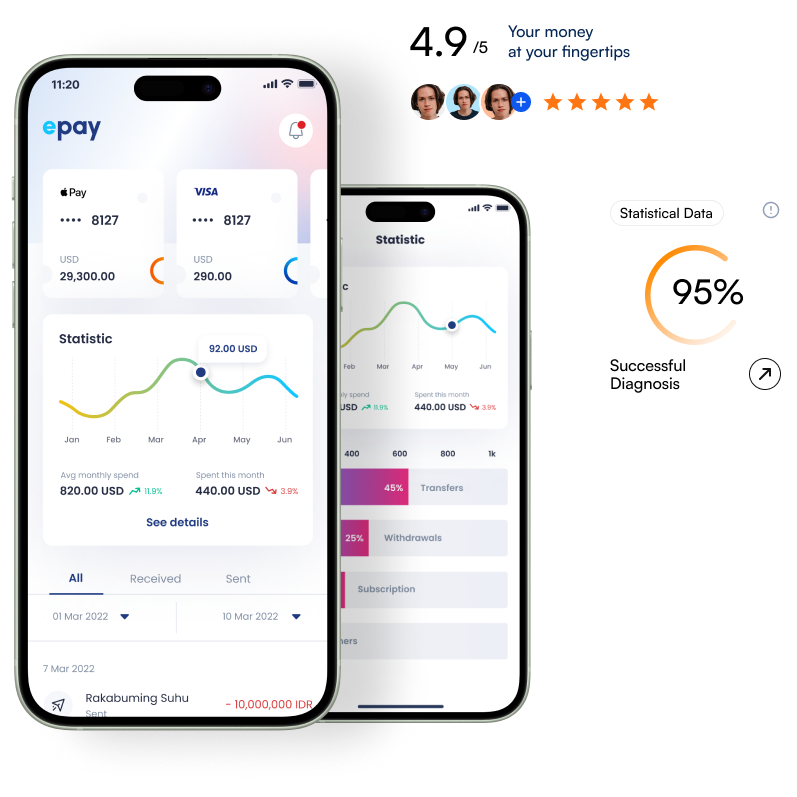 4.9 /5
Your money
at your fingertips
11:20
epay
Pay
•••• 8127
USD
29,300.00
VISA
•••• 8127
USD
290.00
Statistic
92.00 USD
Jan Feb Mar Apr May Jun
Avg monthly spend
820.00 USD 11.9%
Spent this month
440.00 USD 3.9%
See details
All Received Sent
01 Mar 2022 10 Mar 2022
7 Mar 2022
Rakabuming Suhu - 10,000,000 IDR
Sent
Statistic
c
Feb Mar Apr May Jun
ly spend
USD 11.9%
Spent this month
440.00 USD 3.9%
400 600 800 1k
45% Transfers
25% Withdrawals
Subscription
hers
Statistical Data
95%
Successful
Diagnosis